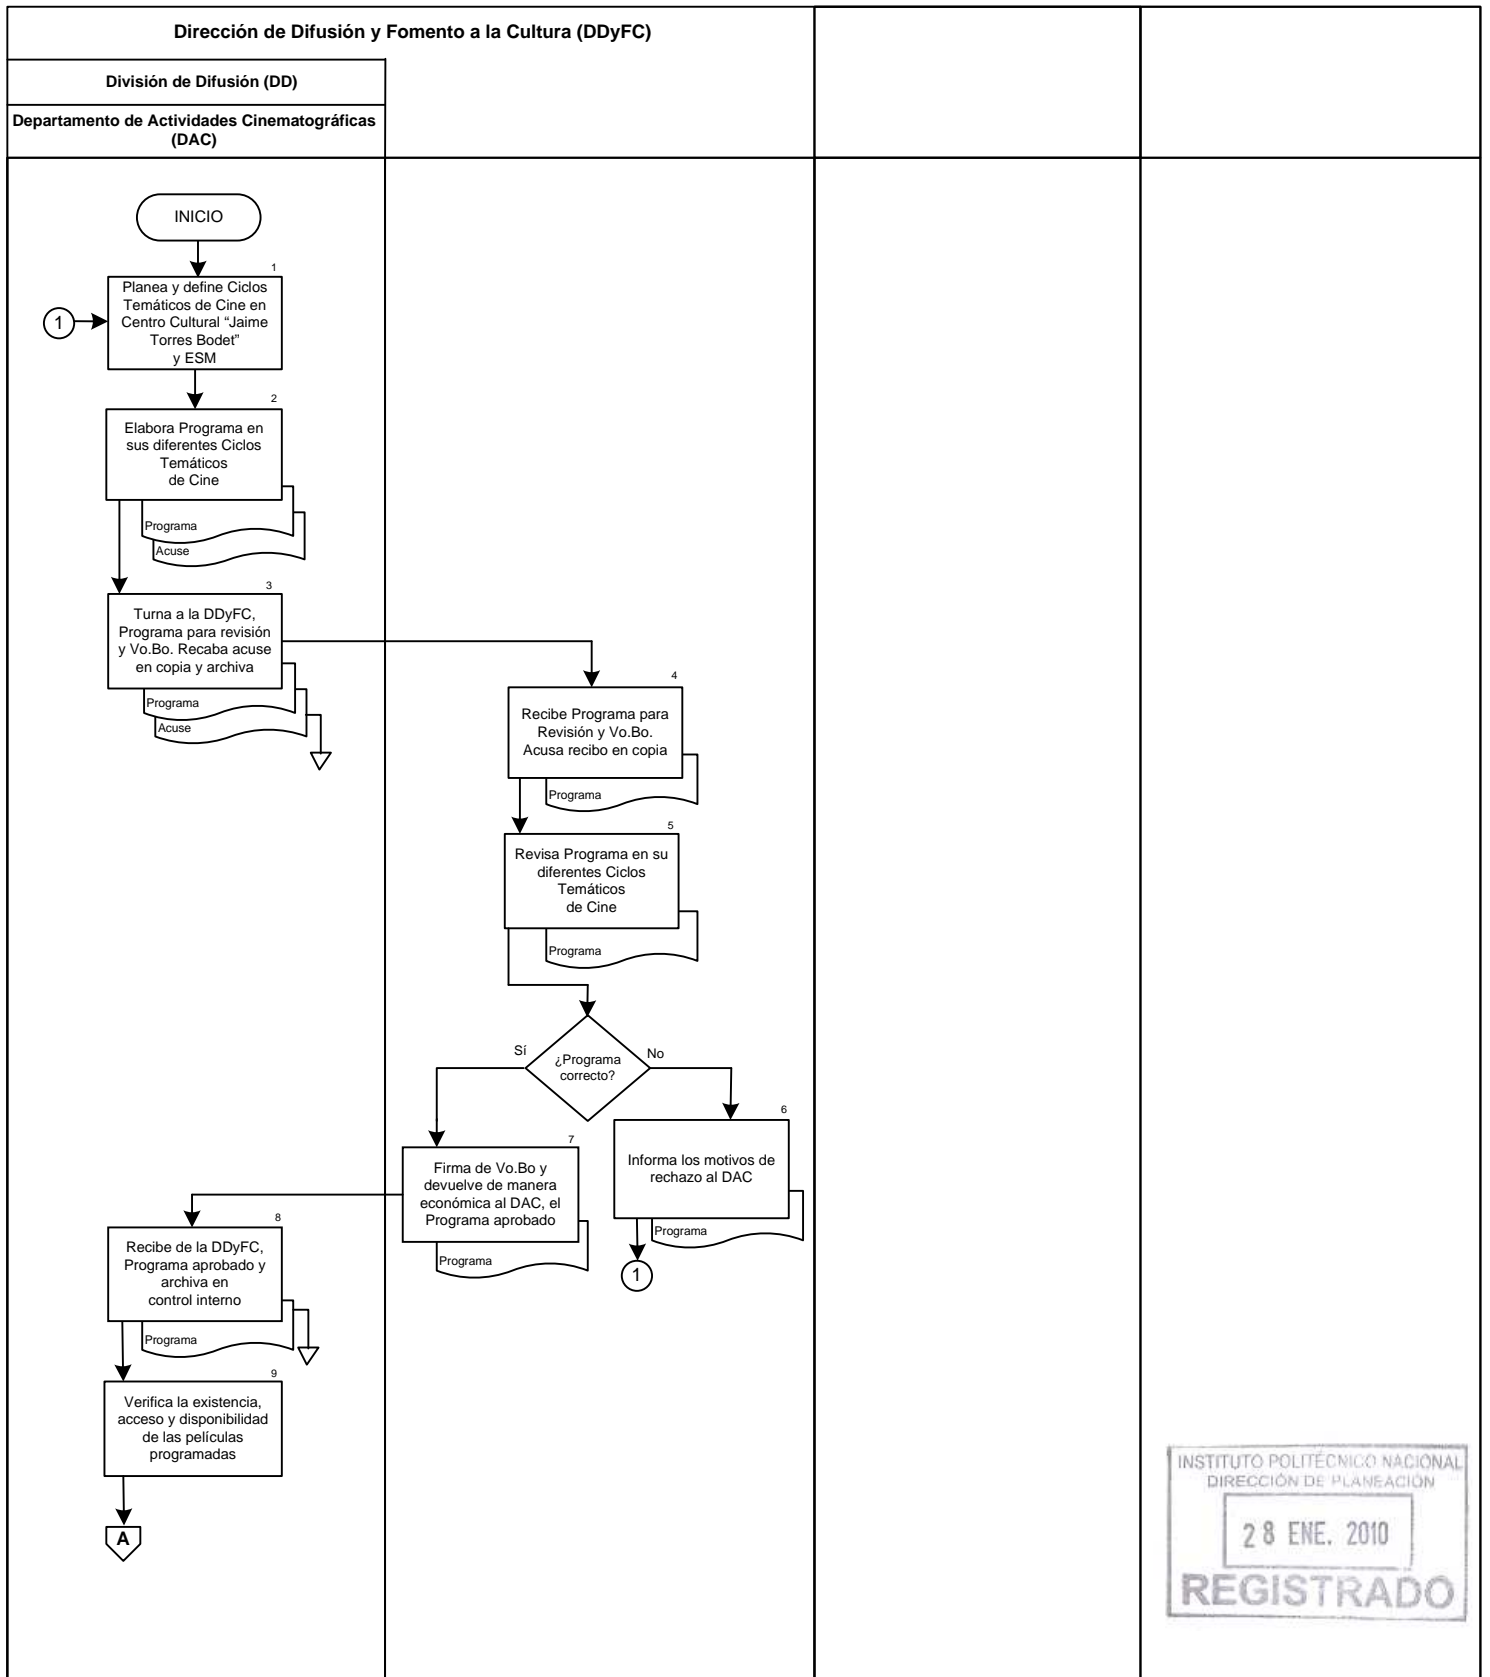 Dirección de Difusión y Fomento a la Cultura (DDyFC)
División de Difusión (DD)
Departamento de Actividades Cinematográficas
(DAC)
INICIO
1
1
Planea y define Ciclos
Temáticos de Cine en
Centro Cultural “Jaime
Torres Bodet”
y ESM
2
Elabora Programa en
sus diferentes Ciclos
Temáticos
de Cine
Programa
Acuse
3
Turna a la DDyFC,
Programa para revisión
y Vo.Bo. Recaba acuse
en copia y archiva
Programa
Acuse
4
Recibe Programa para
Revisión y Vo.Bo.
Acusa recibo en copia
Programa
5
Revisa Programa en su
diferentes Ciclos
Temáticos
de Cine
Programa
¿Programa
correcto?
Sí
No
6
Informa los motivos de
rechazo al DAC
Programa
1
7
Firma de Vo.Bo y
devuelve de manera
económica al DAC, el
Programa aprobado
Programa
8
Recibe de la DDyFC,
Programa aprobado y
archiva en
control interno
Programa
9
Verifica la existencia,
acceso y disponibilidad
de las películas
programadas
A
INSTITUTO POLITÉCNICO NACIONAL
DIRECCIÓN DE PLANEACIÓN
28 ENE. 2010
REGISTRADO